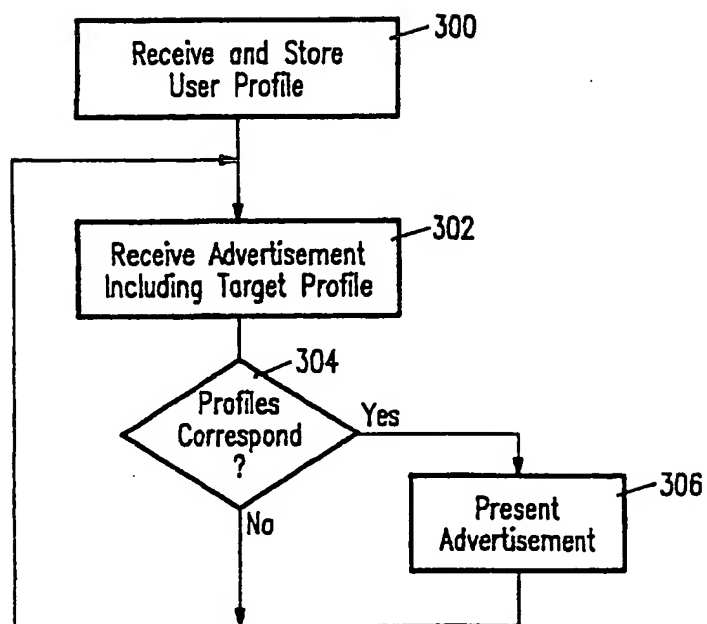 300
Receive and Store
User Profile
302
Receive Advertisement
Including Target Profile
304
Profiles
Correspond
?
Yes
306
Present
Advertisement
No